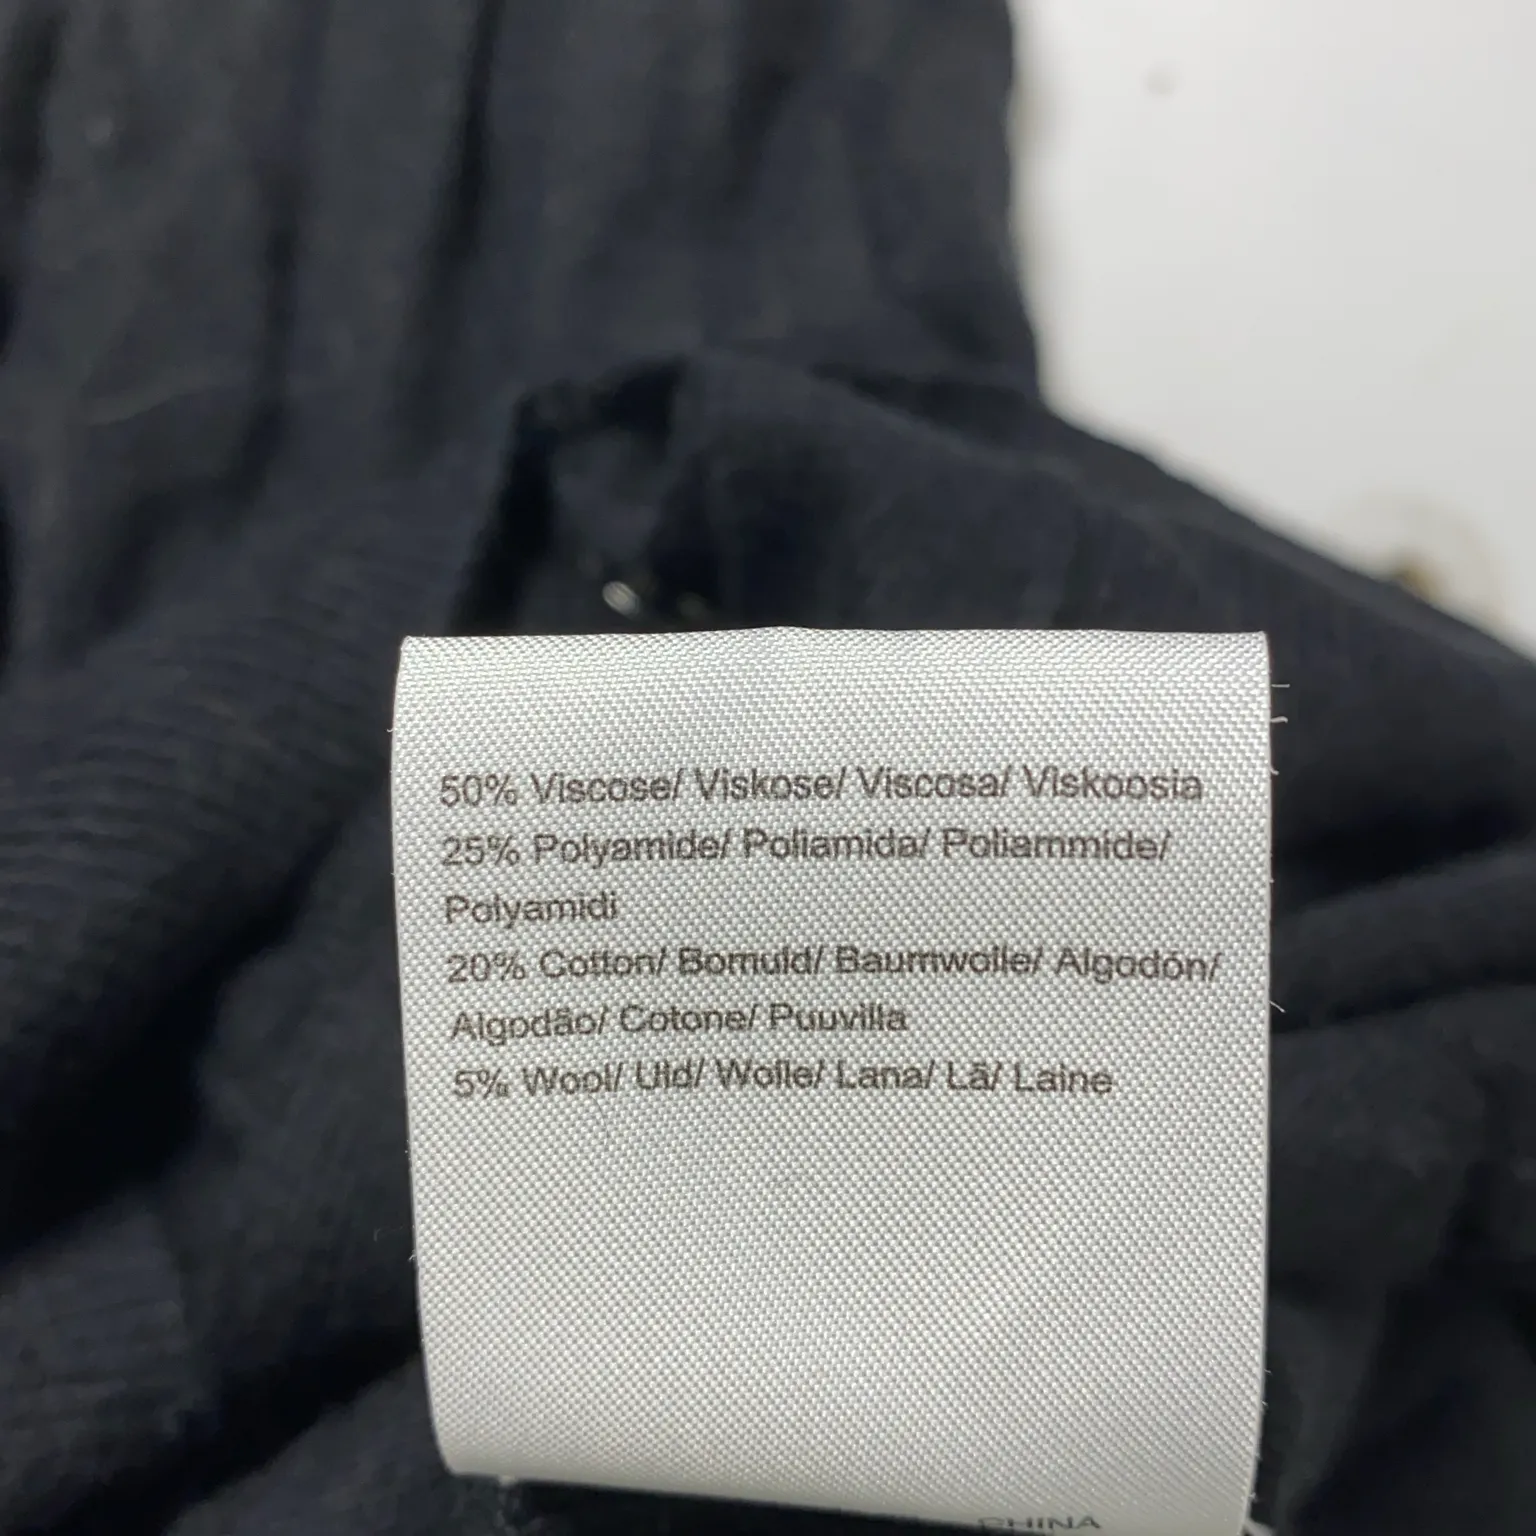 50% Viscose/ Viskose/ Viscosa/ Viskoosia
25% Polyamide/ Poliamida/ Poliammide/
Polyamidi
20% Cotton/ Bomuld/ Baumwolle/ Algodón/
Algodão/ Cotone/ Puuvilla
5% Wool/ Uld/ Wolle/ Lana/ Lã/ Laine
CHINA